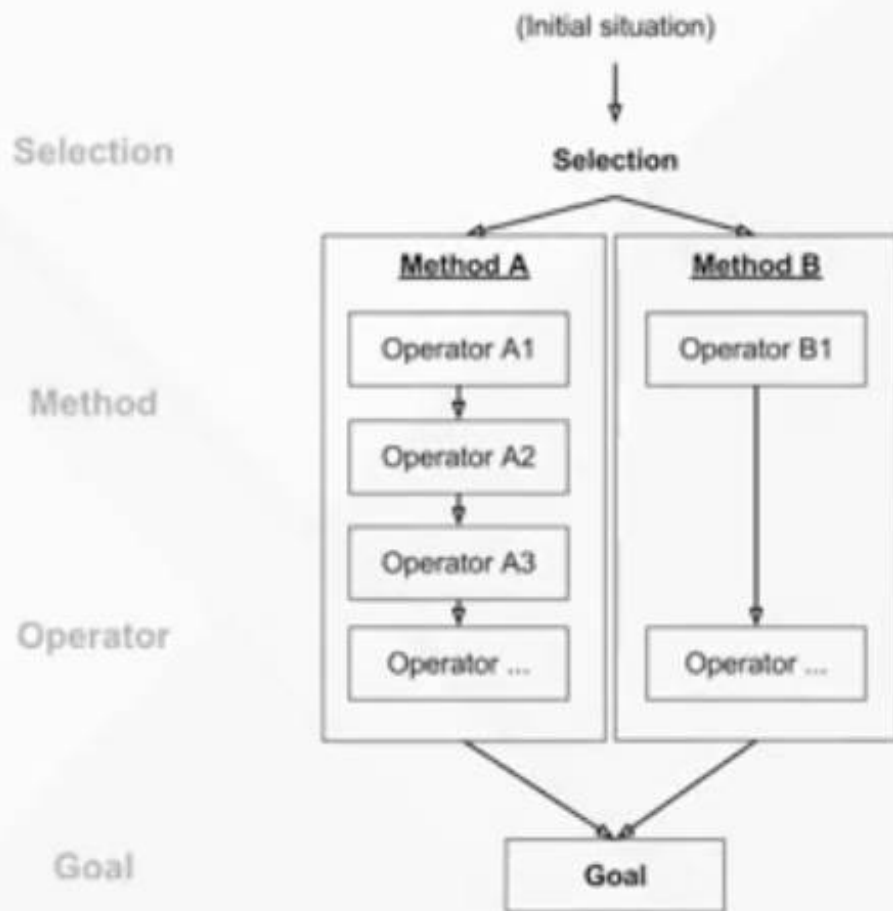 (Initial situation)
Selection
Selection
Method A
Method B
Operator A1
Operator B1
Method
Operator A2
Operator A3
Operator
Operator ...
Operator ...
Goal
Goal